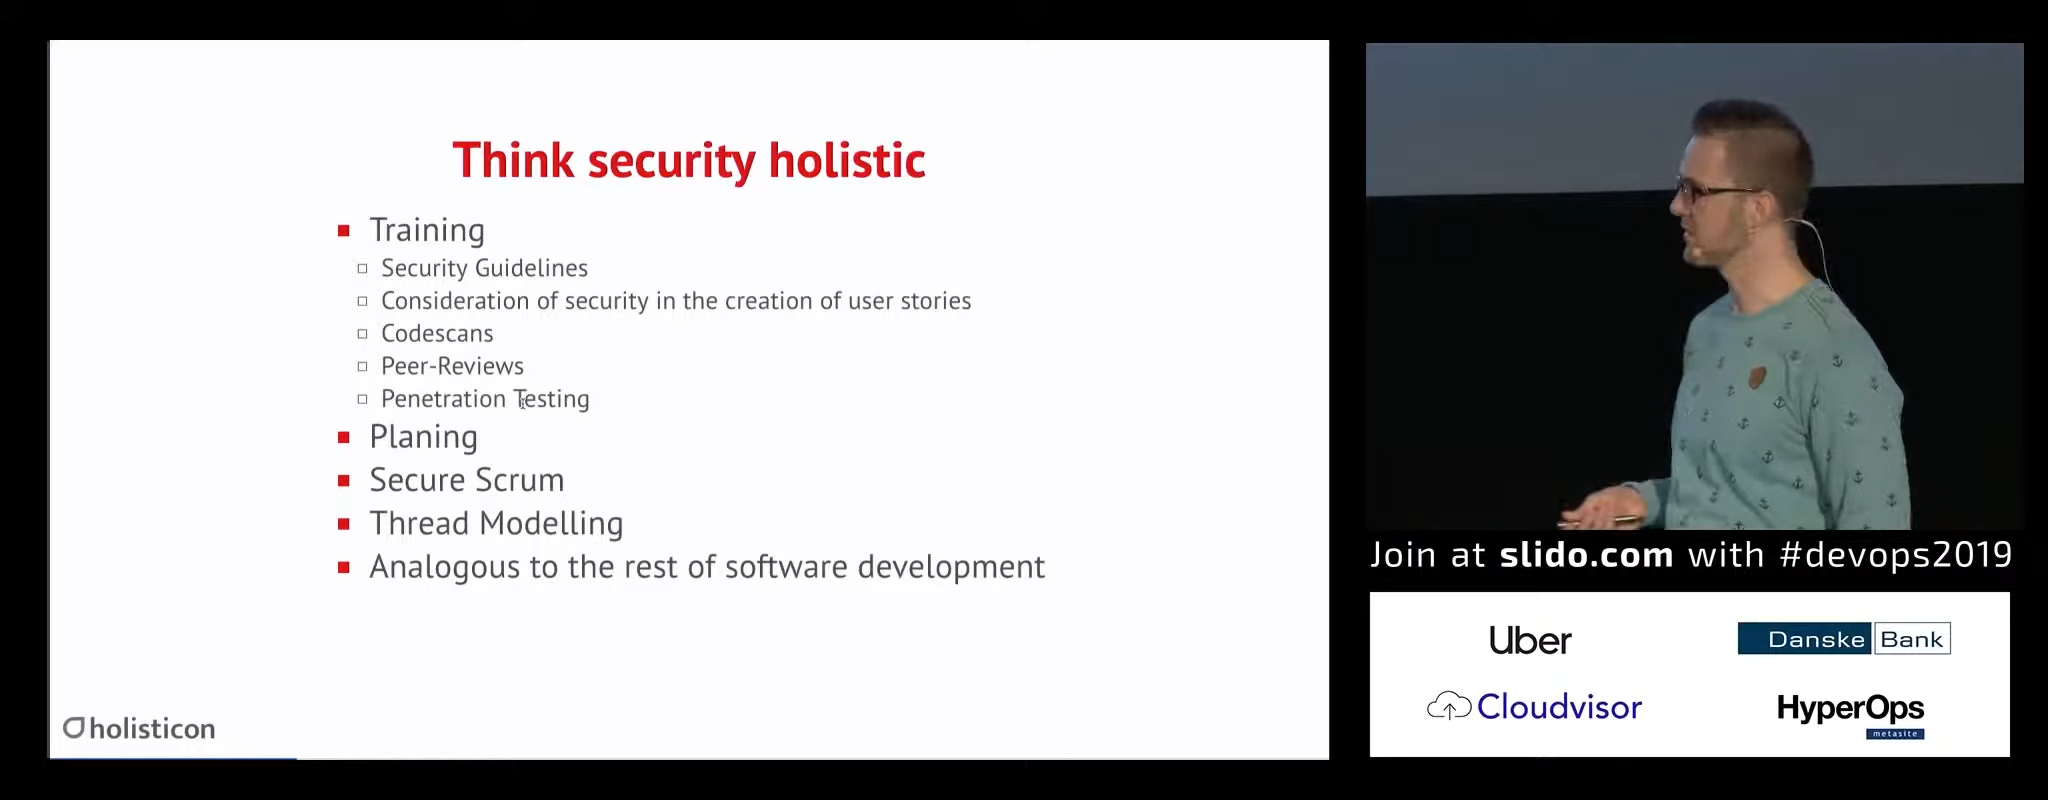 Think security holistic
Training
Security Guidelines
Consideration of security in the creation of user stories
Codescans
Peer-Reviews
Penetration Testing
Planing
Secure Scrum
Thread Modelling
Analogous to the rest of software development
holisticon
Join at slido.com with #devops2019
Uber
Danske Bank
Cloudvisor
HyperOps
metasite